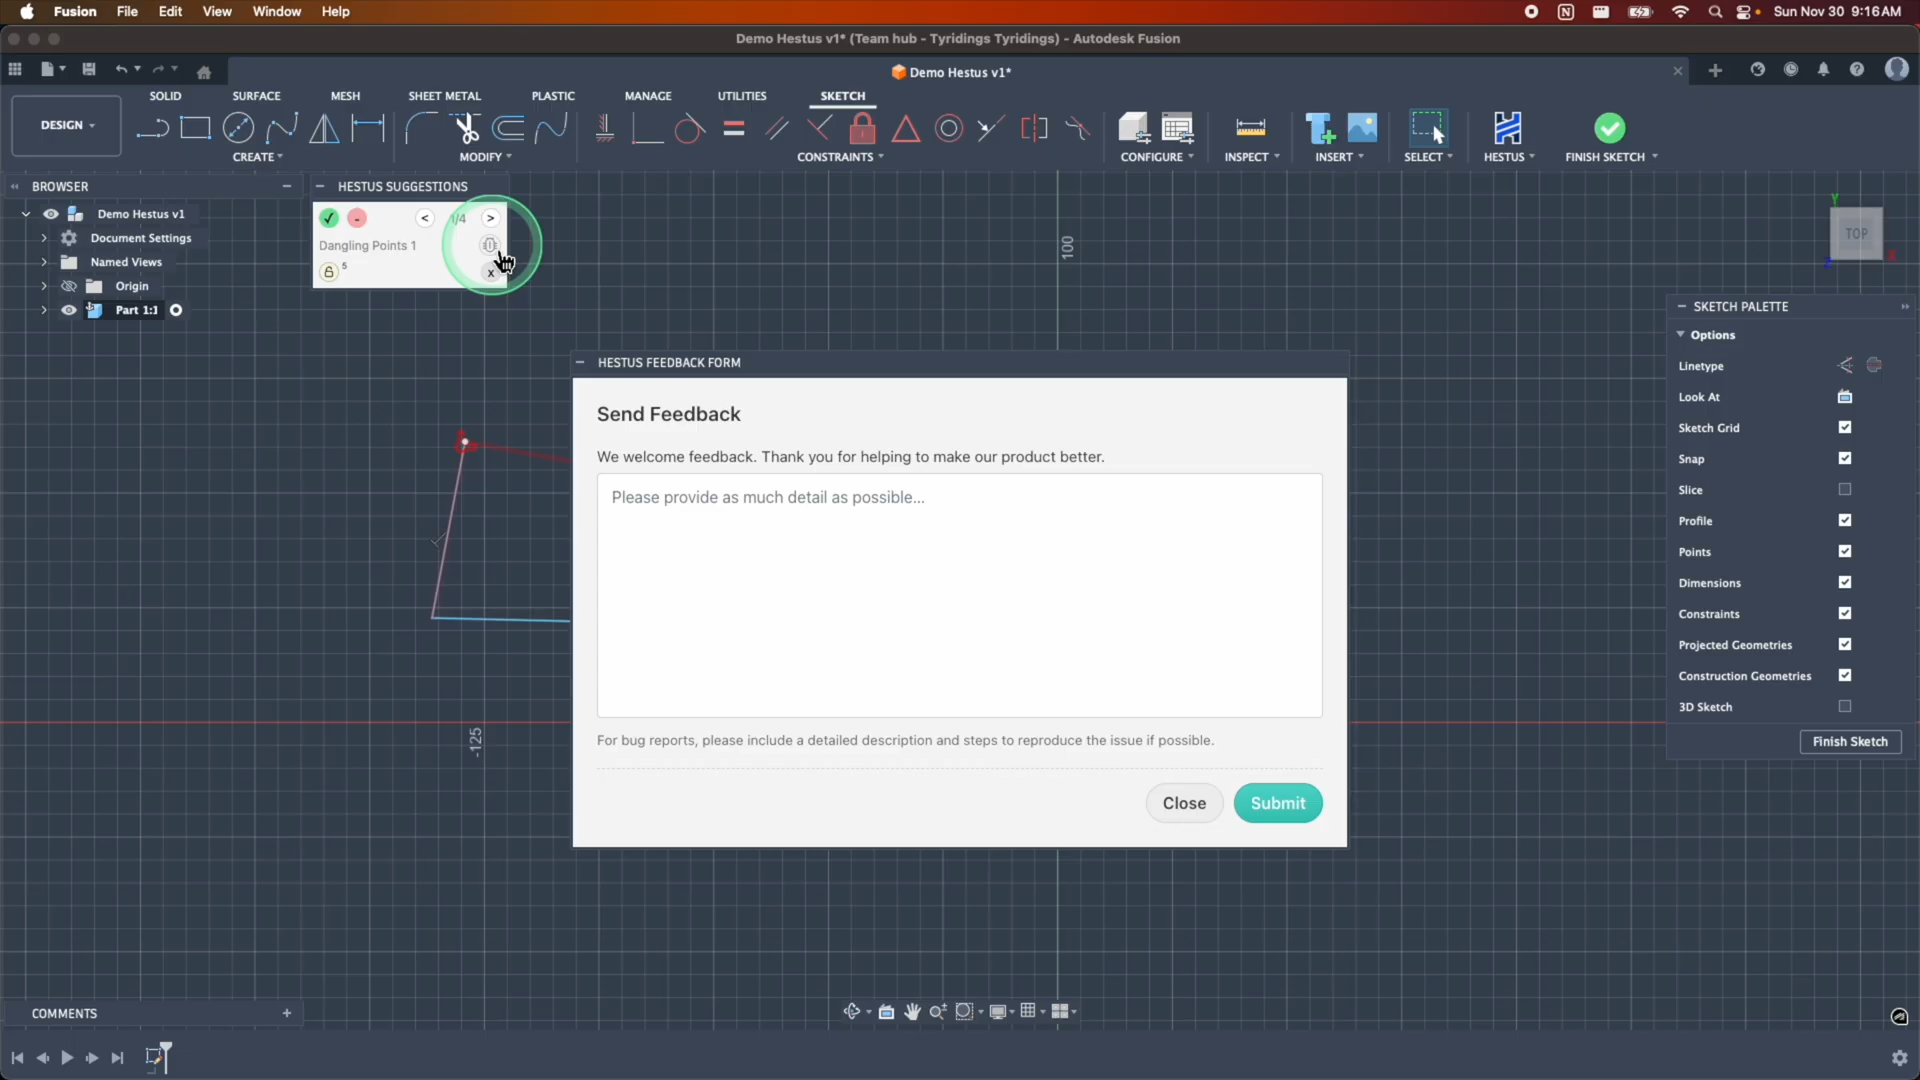 Fusion File Edit View Window Help
Sun Nov 30 9:16 AM
Demo Hestus v1* (Team hub - Tyridings Tyridings) - Autodesk Fusion
Demo Hestus v1*
SOLID SURFACE MESH SHEET METAL PLASTIC MANAGE UTILITIES SKETCH
DESIGN
CREATE MODIFY CONSTRAINTS CONFIGURE INSPECT INSERT SELECT HESTUS FINISH SKETCH
BROWSER
Demo Hestus v1
Document Settings
Named Views
Origin
Part 1:1
HESTUS SUGGESTIONS
< 1/4 >
Dangling Points 1
5
x
100
-125
Y
TOP
X
Z
HESTUS FEEDBACK FORM
Send Feedback
We welcome feedback. Thank you for helping to make our product better.
Please provide as much detail as possible...
For bug reports, please include a detailed description and steps to reproduce the issue if possible.
Close Submit
SKETCH PALETTE
Options
Linetype
Look At
Sketch Grid
Snap
Slice
Profile
Points
Dimensions
Constraints
Projected Geometries
Construction Geometries
3D Sketch
Finish Sketch
COMMENTS